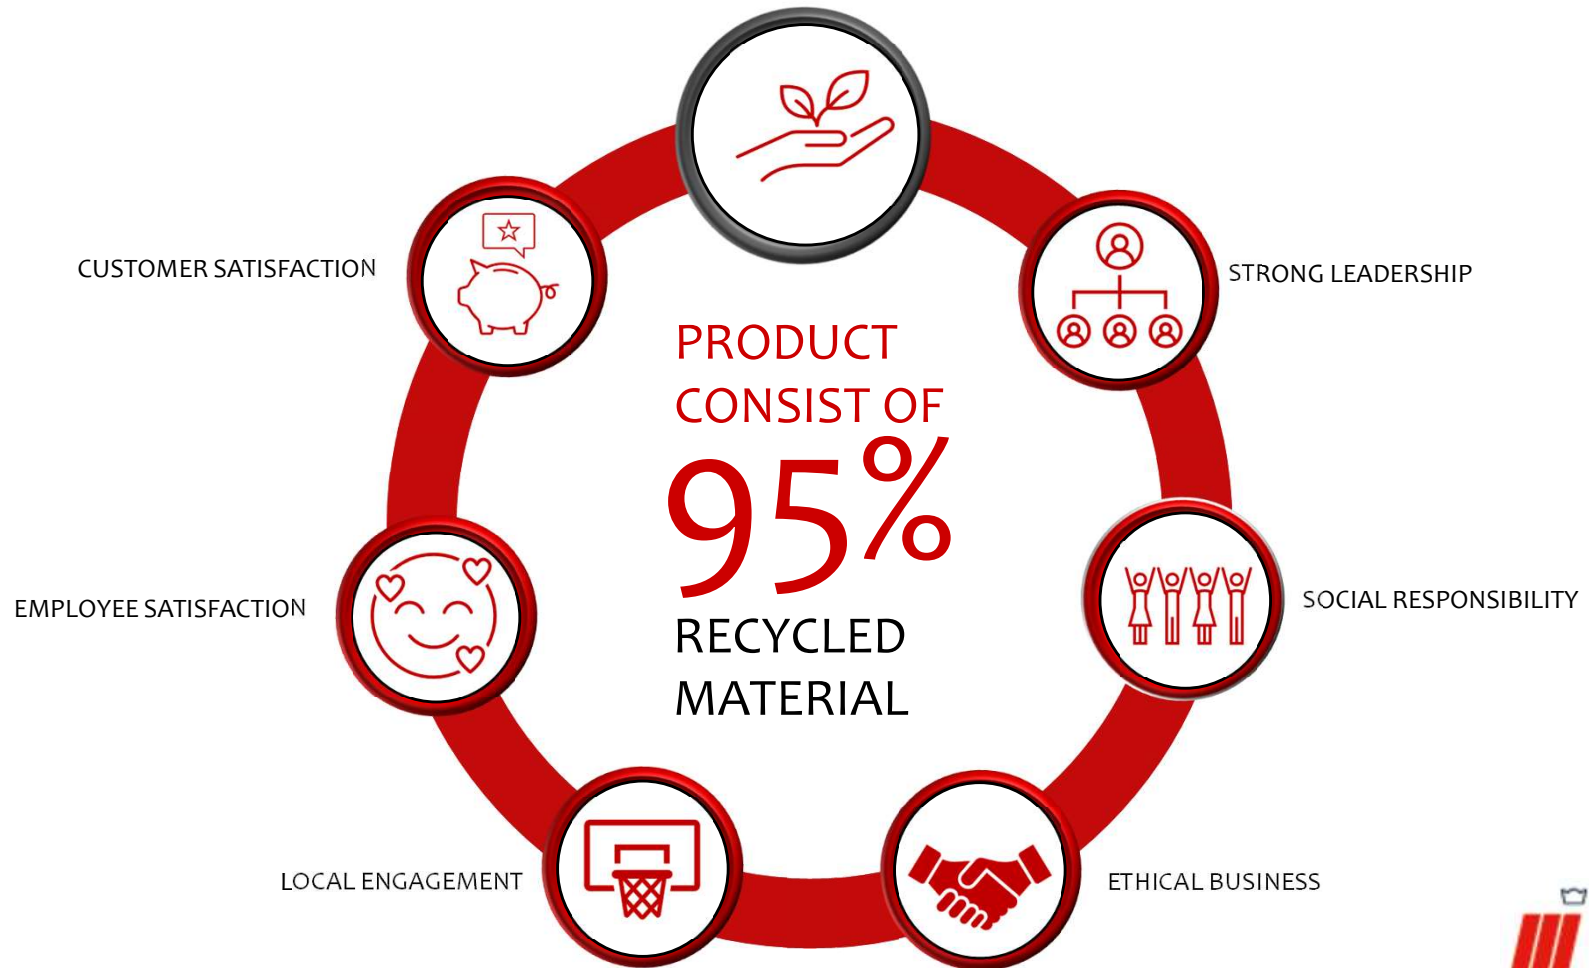 CUSTOMER SATISFACTION
STRONG LEADERSHIP
PRODUCT
CONSIST OF
95%
RECYCLED
MATERIAL
EMPLOYEE SATISFACTION
SOCIAL RESPONSIBILITY
LOCAL ENGAGEMENT
ETHICAL BUSINESS